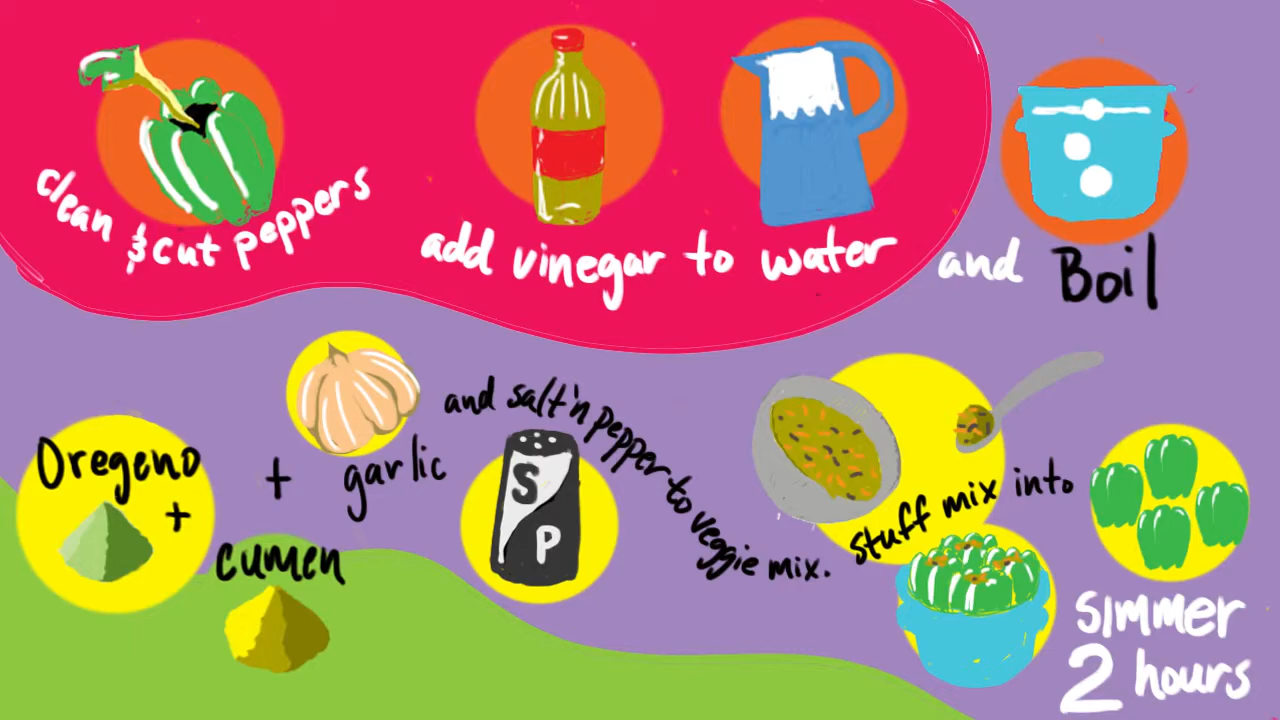 clean & cut peppers
add vinegar to water
and Boil
Oregeno
+
cumen
+
garlic
and salt'n pepper to veggie mix.
S
P
stuff mix into
simmer
2 hours